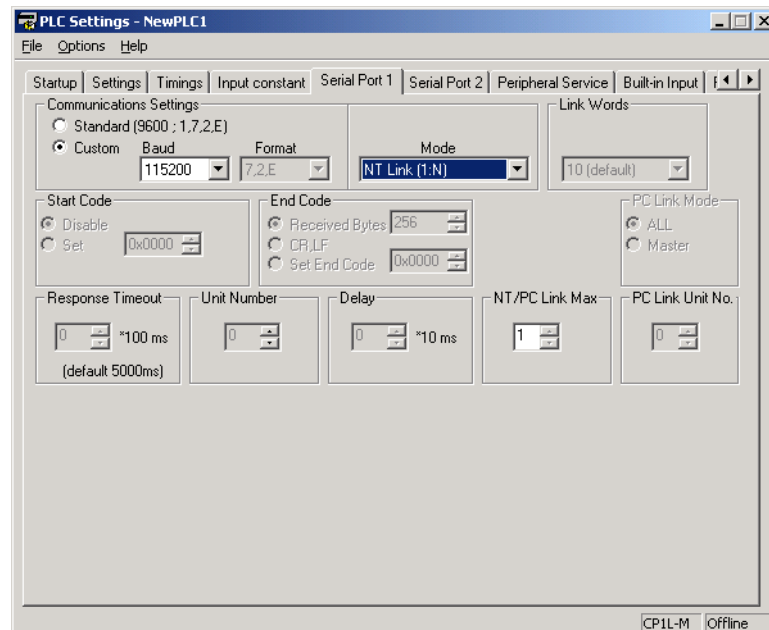 PLC Settings - NewPLC1
File Options Help
Startup Settings Timings Input constant Serial Port 1 Serial Port 2 Peripheral Service Built-in Input
Communications Settings Link Words
Standard (9600 ; 1,7,2,E)
Custom Baud Format Mode
115200 7,2,E NT Link (1:N) 10 (default)
Start Code End Code PC Link Mode
Disable Received Bytes 256 ALL
Set 0x0000 CR,LF Master
Set End Code 0x0000
Response Timeout Unit Number Delay NT/PC Link Max PC Link Unit No.
0 *100 ms 0 0 *10 ms 1 0
(default 5000ms)
CP1L-M Offline